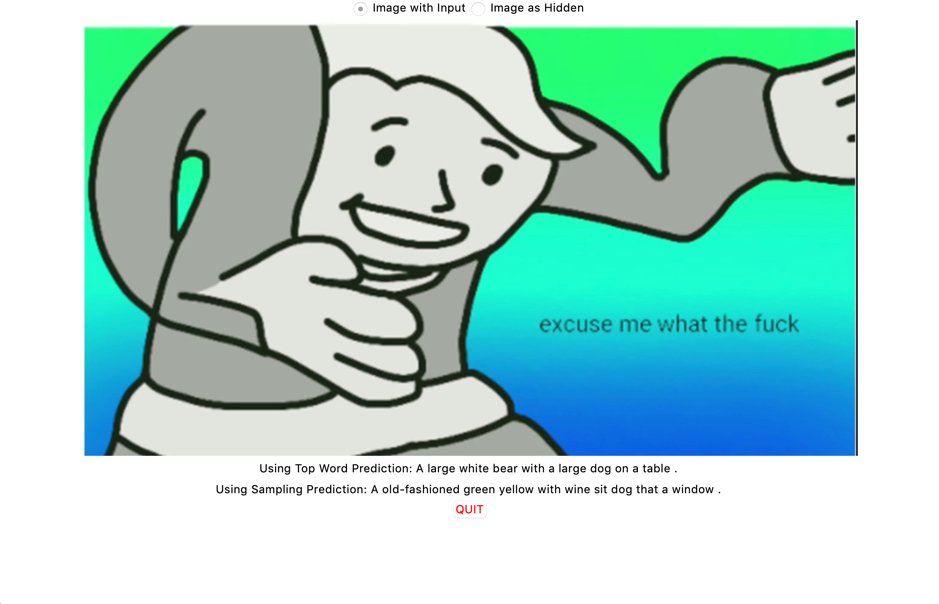 Image with Input Image as Hidden
excuse me what the fuck
Using Top Word Prediction: A large white bear with a large dog on a table .
Using Sampling Prediction: A old-fashioned green yellow with wine sit dog that a window .
QUIT